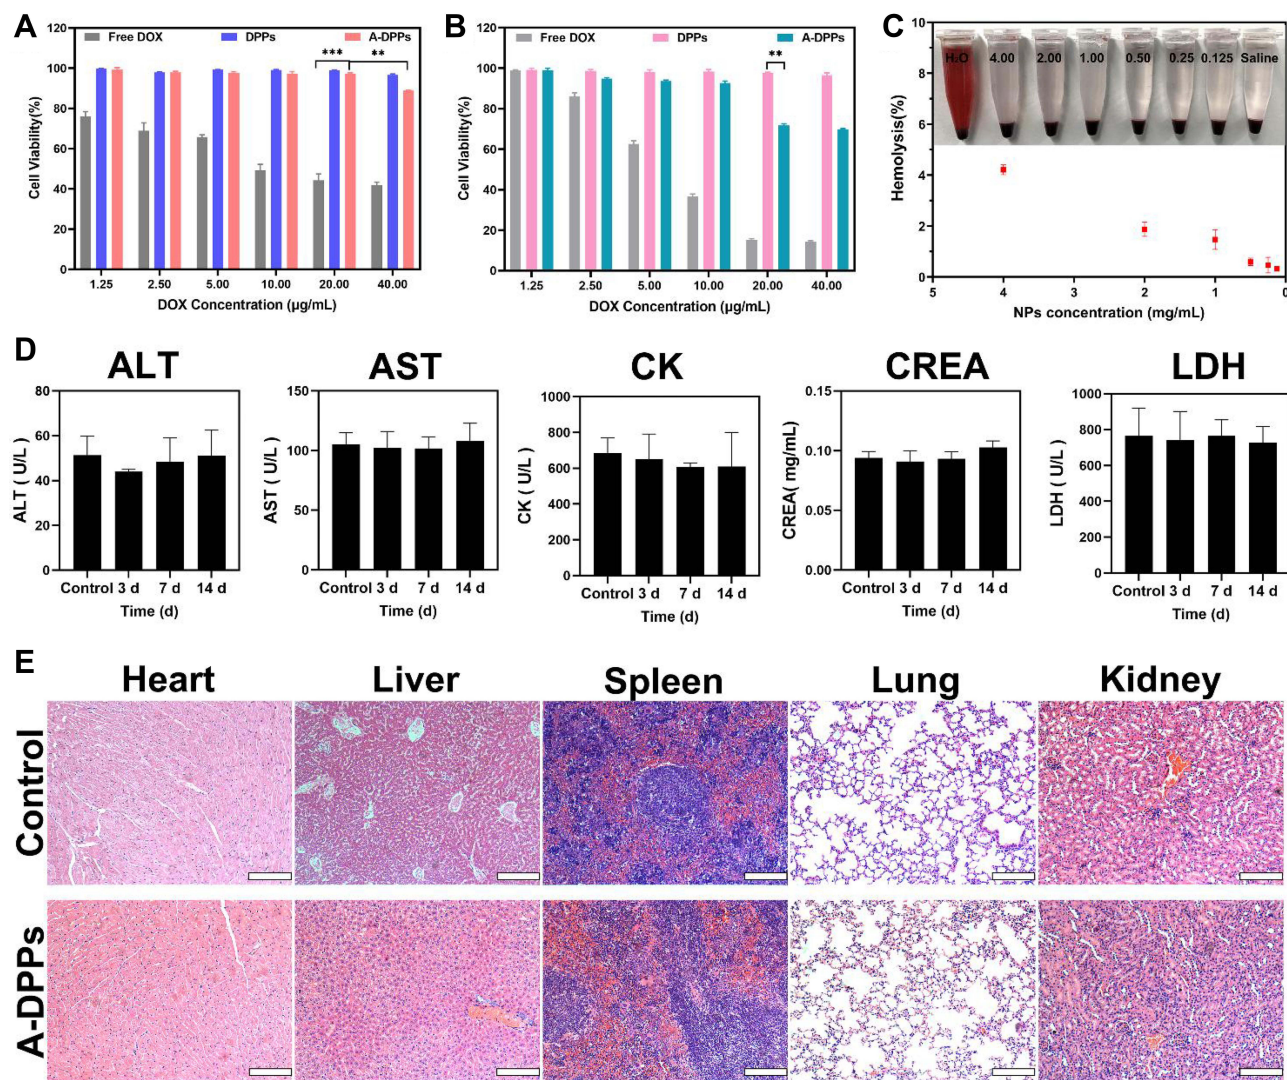 A
Free DOX DPPs A-DPPs
*** **
Cell Viability(%)
120
100
80
60
40
20
0
1.25 2.50 5.00 10.00 20.00 40.00
DOX Concentration (μg/mL)
B
Free DOX DPPs A-DPPs
**
Cell Viability(%)
120
100
80
60
40
20
0
1.25 2.50 5.00 10.00 20.00 40.00
DOX Concentration (μg/mL)
C
H₂O 4.00 2.00 1.00 0.50 0.25 0.125 Saline
Hemolysis(%)
10
8
6
4
2
0
5 4 3 2 1 0
NPs concentration (mg/mL)
D
ALT
ALT ( U/L )
80
60
40
20
0
Control 3 d 7 d 14 d
Time (d)
AST
AST ( U/L )
150
100
50
0
Control 3 d 7 d 14 d
Time (d)
CK
CK ( U/L )
1000
800
600
400
200
0
Control 3 d 7 d 14 d
Time (d)
CREA
CREA( mg/mL)
0.15
0.10
0.05
0.00
Control 3 d 7 d 14 d
Time (d)
LDH
LDH ( U/L )
1000
800
600
400
200
0
Control 3 d 7 d 14 d
Time (d)
E
Heart Liver Spleen Lung Kidney
Control
A-DPPs